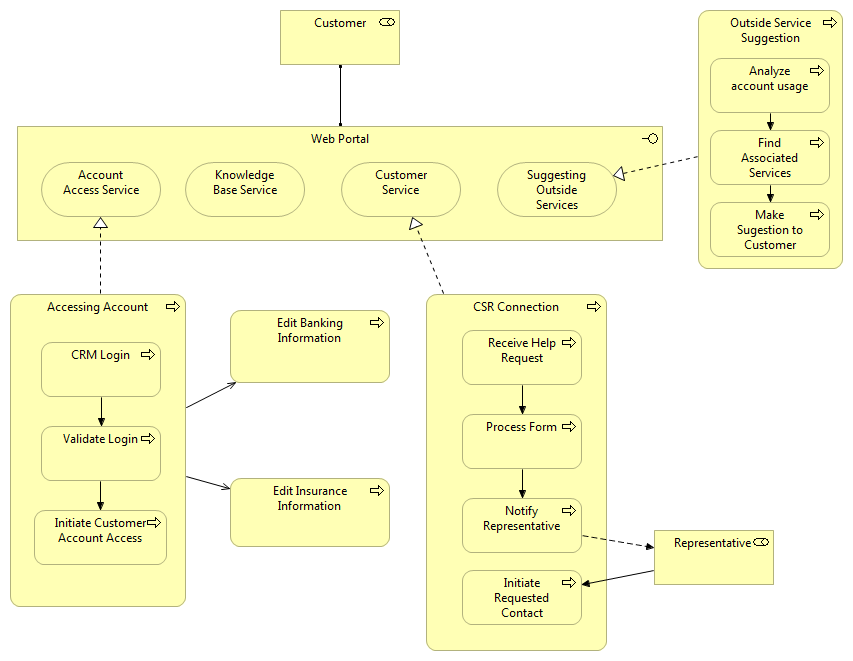 Customer
Outside Service
Suggestion
Analyze
account usage
Find
Associated
Services
Make
Sugestion to
Customer
Web Portal
Account
Access Service
Knowledge
Base Service
Customer
Service
Suggesting
Outside
Services
Accessing Account
CRM Login
Validate Login
Initiate Customer
Account Access
Edit Banking
Information
Edit Insurance
Information
CSR Connection
Receive Help
Request
Process Form
Notify
Representative
Initiate
Requested
Contact
Representative